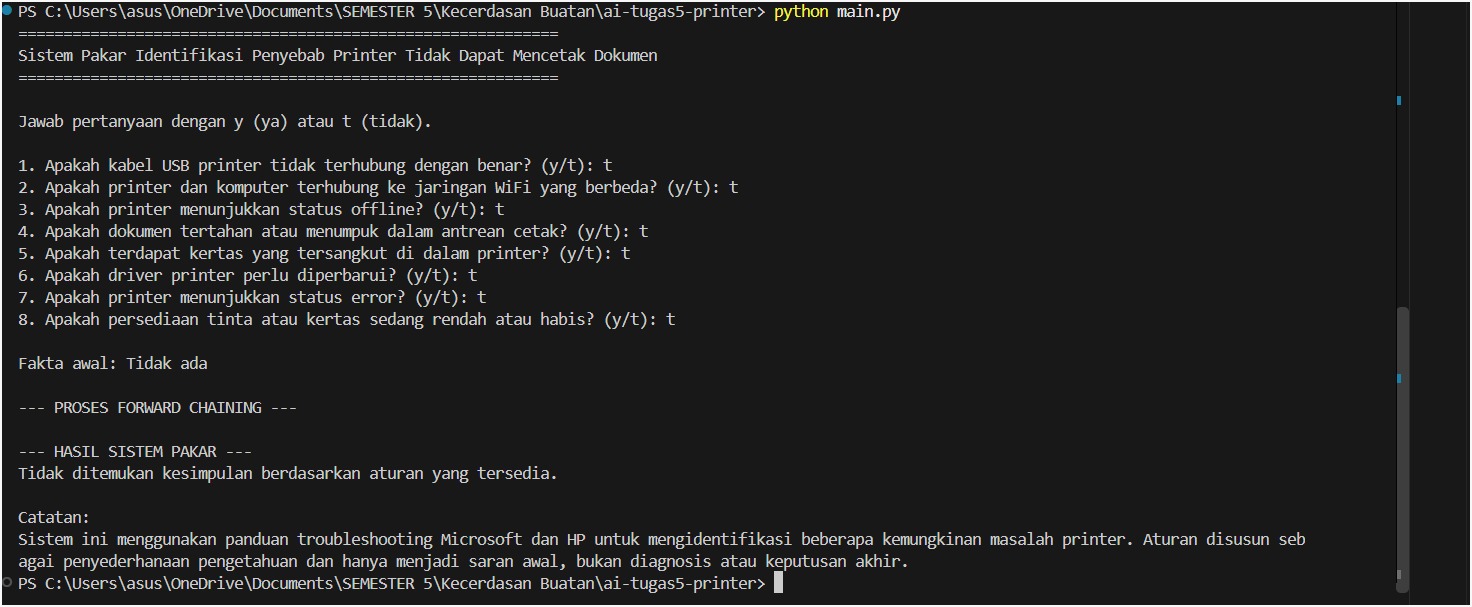 PS C:\Users\asus\OneDrive\Documents\SEMESTER 5\Kecerdasan Buatan\ai-tugas5-printer> python main.py
============================================================
Sistem Pakar Identifikasi Penyebab Printer Tidak Dapat Mencetak Dokumen
============================================================
Jawab pertanyaan dengan y (ya) atau t (tidak).
1. Apakah kabel USB printer tidak terhubung dengan benar? (y/t): t
2. Apakah printer dan komputer terhubung ke jaringan WiFi yang berbeda? (y/t): t
3. Apakah printer menunjukkan status offline? (y/t): t
4. Apakah dokumen tertahan atau menumpuk dalam antrean cetak? (y/t): t
5. Apakah terdapat kertas yang tersangkut di dalam printer? (y/t): t
6. Apakah driver printer perlu diperbarui? (y/t): t
7. Apakah printer menunjukkan status error? (y/t): t
8. Apakah persediaan tinta atau kertas sedang rendah atau habis? (y/t): t
Fakta awal: Tidak ada
--- PROSES FORWARD CHAINING ---
--- HASIL SISTEM PAKAR ---
Tidak ditemukan kesimpulan berdasarkan aturan yang tersedia.
Catatan:
Sistem ini menggunakan panduan troubleshooting Microsoft dan HP untuk mengidentifikasi beberapa kemungkinan masalah printer. Aturan disusun seb
agai penyederhanaan pengetahuan dan hanya menjadi saran awal, bukan diagnosis atau keputusan akhir.
PS C:\Users\asus\OneDrive\Documents\SEMESTER 5\Kecerdasan Buatan\ai-tugas5-printer>